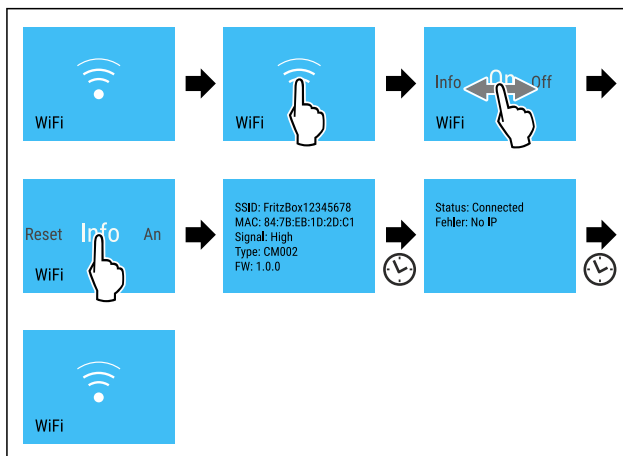 WiFi
WiFi
Info On Off
WiFi
Reset Info An
WiFi
SSID: FritzBox12345678
MAC: 84:7B:EB:1D:2D:C1
Signal: High
Type: CM002
FW: 1.0.0
Status: Connected
Fehler: No IP
WiFi